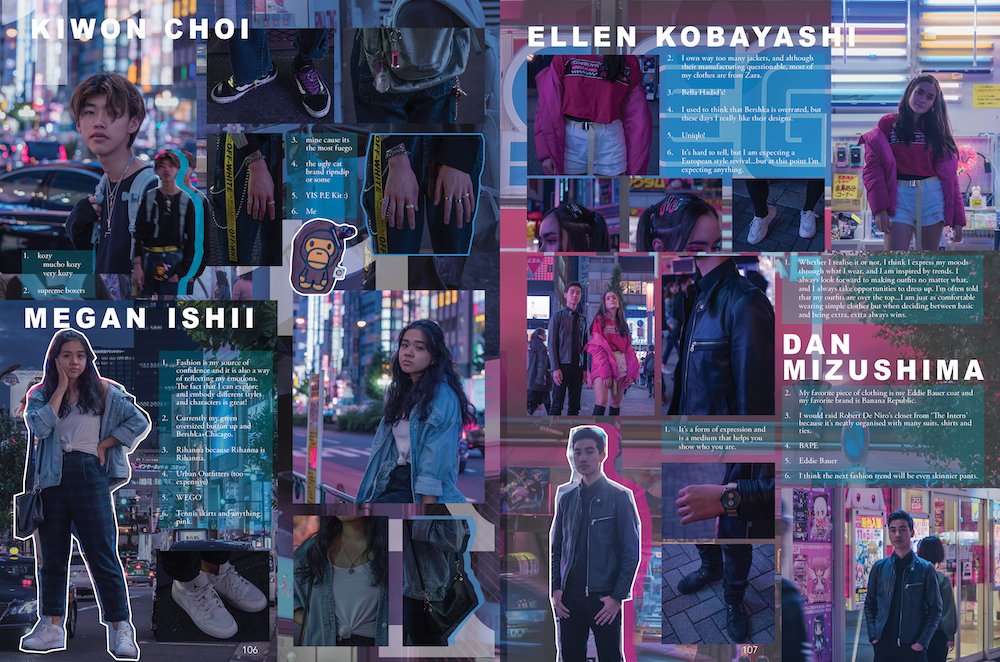 KIWON CHOI
1. kozy
mucho kozy
very kozy
2. supreme boxers
3. mine cause its
the most fuego
4. the ugly cat
brand ripndip
or some
5. YIS P.E Kit :)
6. Me
OFF-WHITE
MEGAN ISHII
1. Fashion is my source of
confidence and it is also a way
of reflecting my emotions.
The fact that I can explore
and embody different styles
and characters is great!
2. Currently my green
oversized button up and
BershkasChicago.
3. Rihanna because Rihanna is
Rihanna.
4. Urban Outfitters (too
expensive)
5. WEGO
6. Tennis skirts and anything
pink.
106
ELLEN KOBAYASHI
2. I own way too many jackets, and although
their manufacturing questionable, most of
my clothes are from Zara.
3. Bella Hadid's!
4. I used to think that Bershka is overrated, but
these days I really like their designs.
5. Uniqlo!
6. It's hard to tell, but I am expecting a
European style revival...but at this point I'm
expecting anything.
1. Whether I realise it or not, I think I express my moods
through what I wear, and I am inspired by trends. I
always look forward to making outfits no matter what,
and I always take opportunities to dress up. I'm often told
that my outfits are over the top...I am just as comfortable
wearing simple clothes but when deciding between basic
and being extra, extra always wins.
DAN
MIZUSHIMA
1. It's a form of expression and
is a medium that helps you
show who you are.
2. My favorite piece of clothing is my Eddie Bauer coat and
my favorite brand is Banana Republic.
3. I would raid Robert De Niro's closet from 'The Intern'
because it's neatly organised with many suits, shirts and
ties.
4. BAPE
5. Eddie Bauer
6. I think the next fashion trend will be even skinnier pants.
107